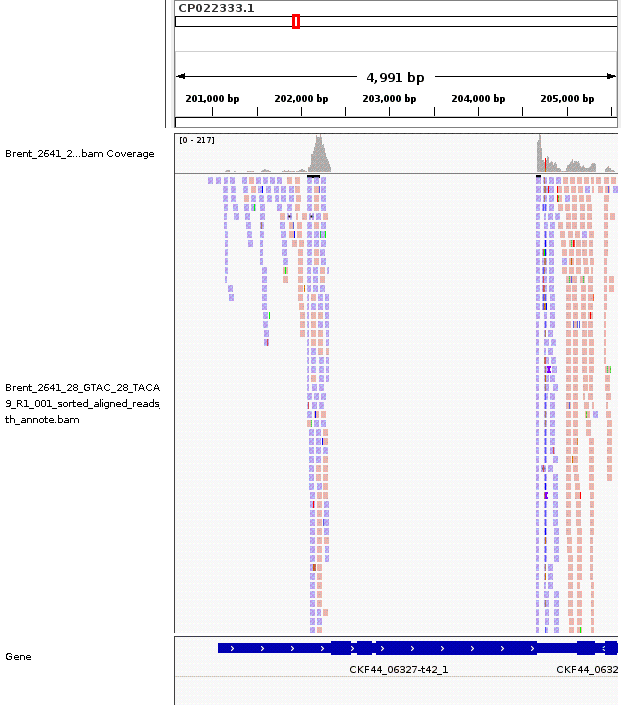 CP022333.1
4,991 bp
201,000 bp 202,000 bp 203,000 bp 204,000 bp 205,000 bp
[0 - 217]
Brent_2641_2...bam Coverage
Brent_2641_28_GTAC_28_TACA
9_R1_001_sorted_aligned_reads_
th_annote.bam
Gene
CKF44_06327-t42_1 CKF44_0632